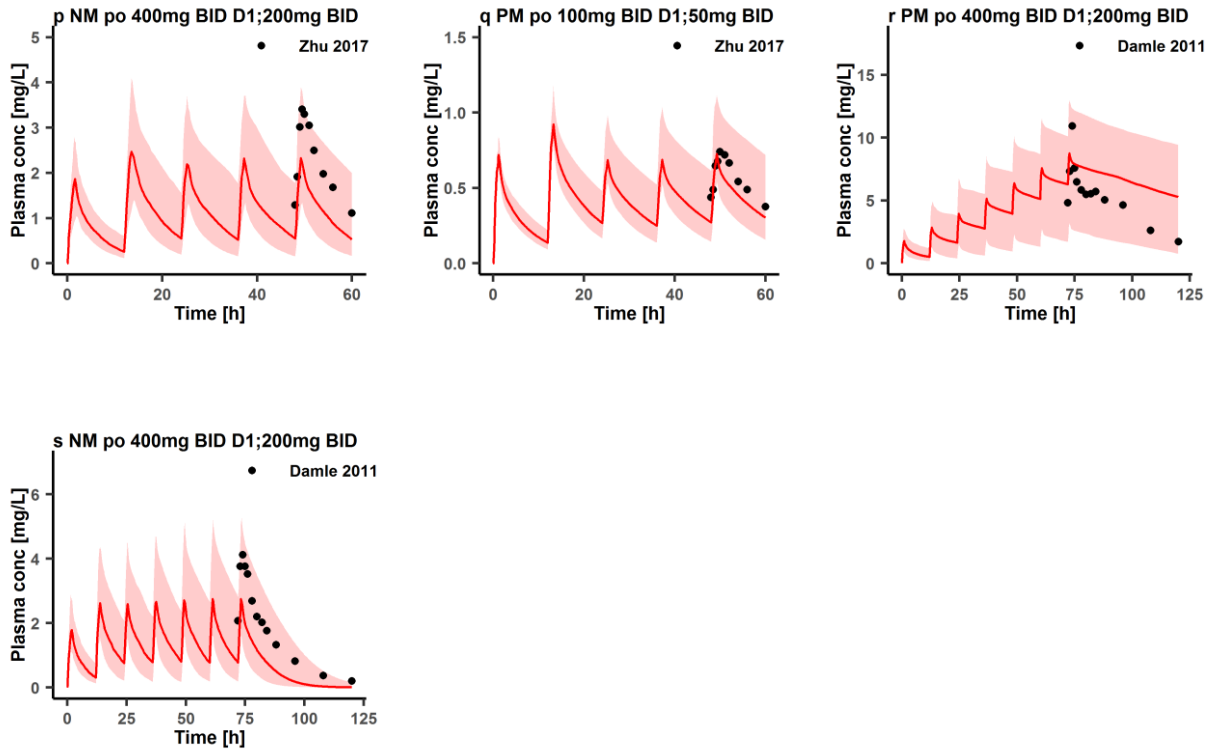 p NM po 400mg BID D1;200mg BID
Zhu 2017
5
4
3
2
1
0
Plasma conc [mg/L]
0 20 40 60
Time [h]
q PM po 100mg BID D1;50mg BID
Zhu 2017
1.5
1.0
0.5
0.0
Plasma conc [mg/L]
0 20 40 60
Time [h]
r PM po 400mg BID D1;200mg BID
Damle 2011
15
10
5
0
Plasma conc [mg/L]
0 25 50 75 100 125
Time [h]
s NM po 400mg BID D1;200mg BID
Damle 2011
6
4
2
0
Plasma conc [mg/L]
0 25 50 75 100 125
Time [h]